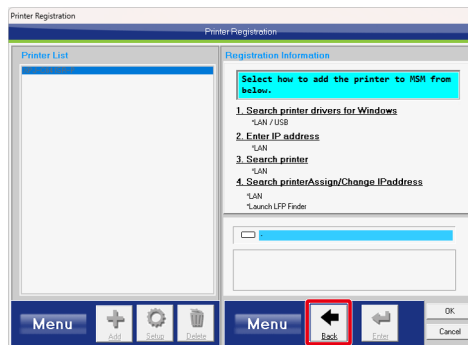 Printer Registration
Printer Registration
Printer List
Registration Information
Select how to add the printer to MSM from
below.
1. Search printer drivers for Windows
*LAN / USB
2. Enter IP address
*LAN
3. Search printer
*LAN
4. Search printerAssign/Change IPaddress
*LAN
*Launch LFP Finder
-
Menu
Add
Setup
Delete
Menu
Back
Enter
OK
Cancel